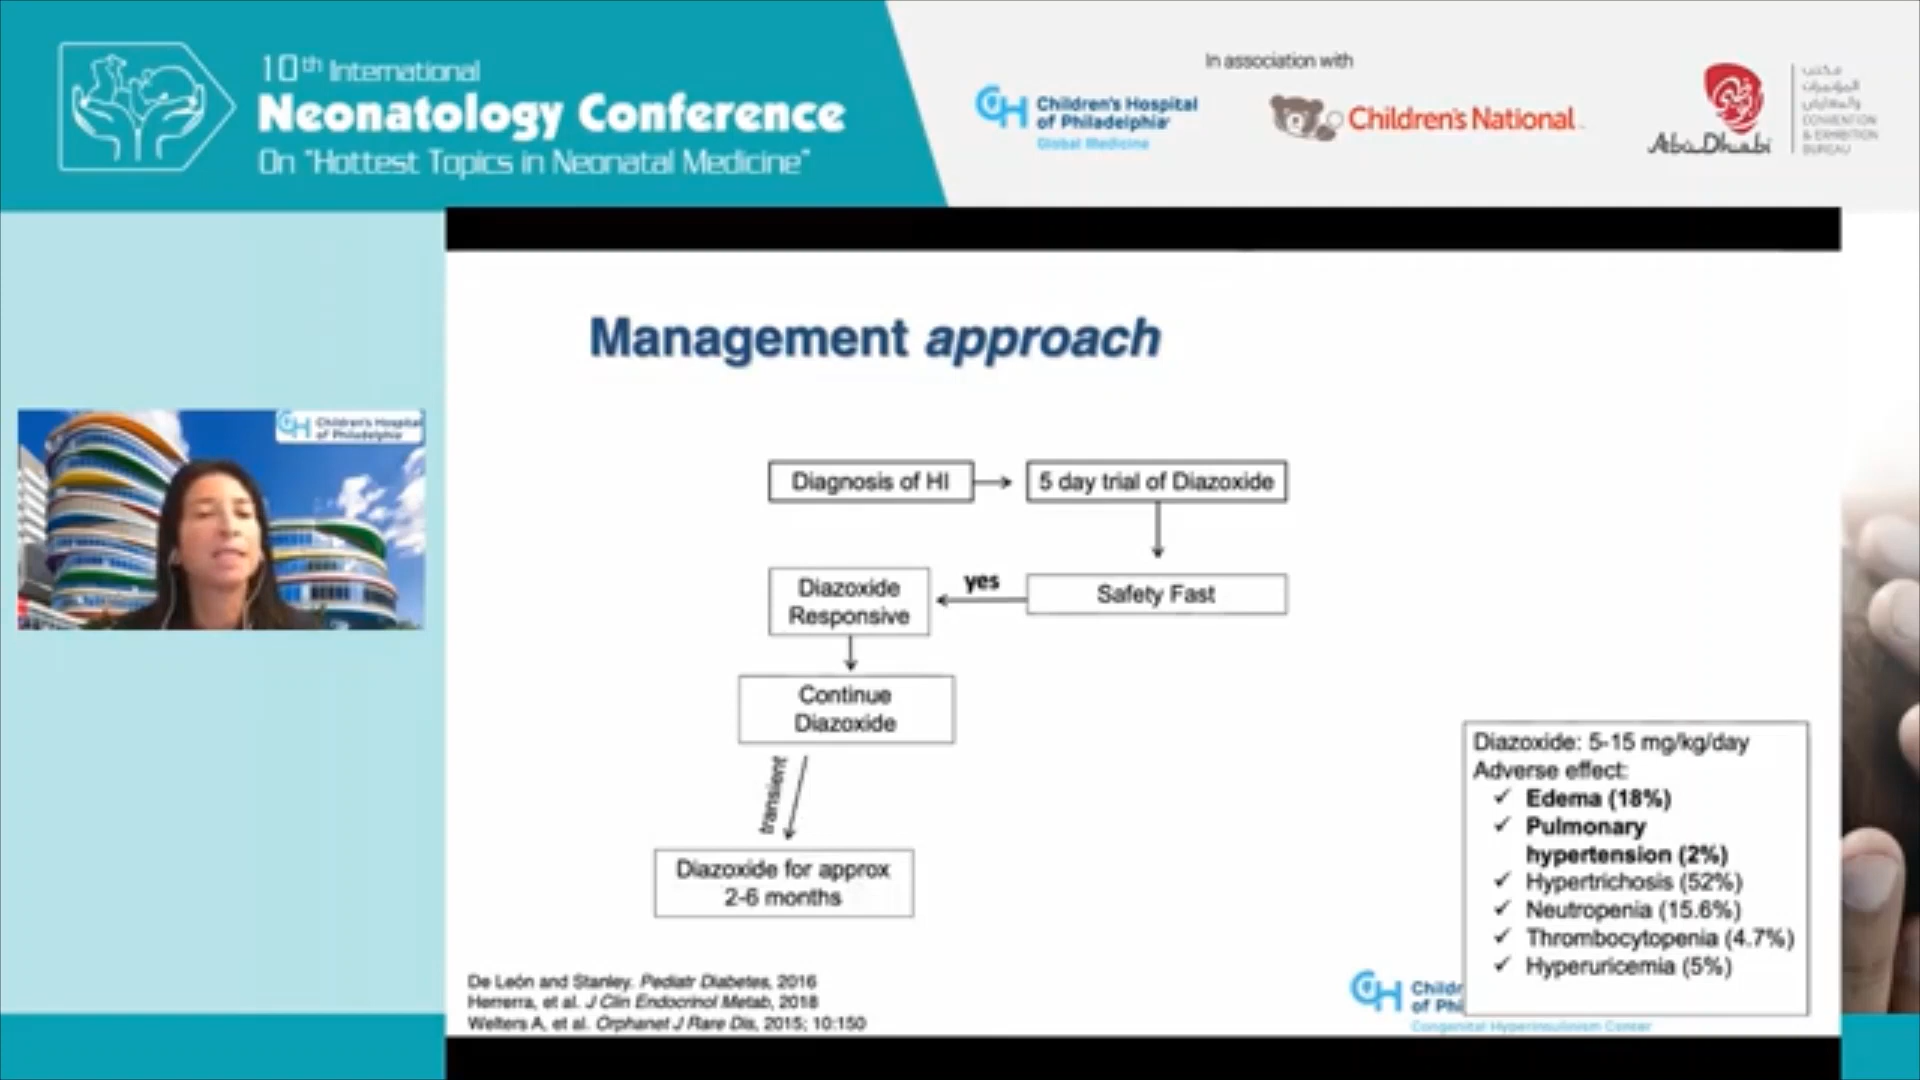 10th International
Neonatology Conference
On "Hottest Topics in Neonatal Medicine"
In association with
Children's Hospital
of Philadelphia
Global Medicine
Children's National
Abu Dhabi
CONVENTION
& EXHIBITION
BUREAU
Children's Hospital
of Philadelphia
Management approach
Diagnosis of HI
5 day trial of Diazoxide
yes
Safety Fast
Diazoxide
Responsive
Continue
Diazoxide
transient
Diazoxide for approx
2-6 months
Diazoxide: 5-15 mg/kg/day
Adverse effect:
✓ Edema (18%)
✓ Pulmonary
hypertension (2%)
✓ Hypertrichosis (52%)
✓ Neutropenia (15.6%)
✓ Thrombocytopenia (4.7%)
✓ Hyperuricemia (5%)
De León and Stanley. Pediatr Diabetes, 2016
Herrerra, et al. J Clin Endocrinol Metab, 2018
Welters A, et al. Orphanet J Rare Dis, 2015; 10:150
Childr
of Phi
Congenital Hyperinsulinism Center